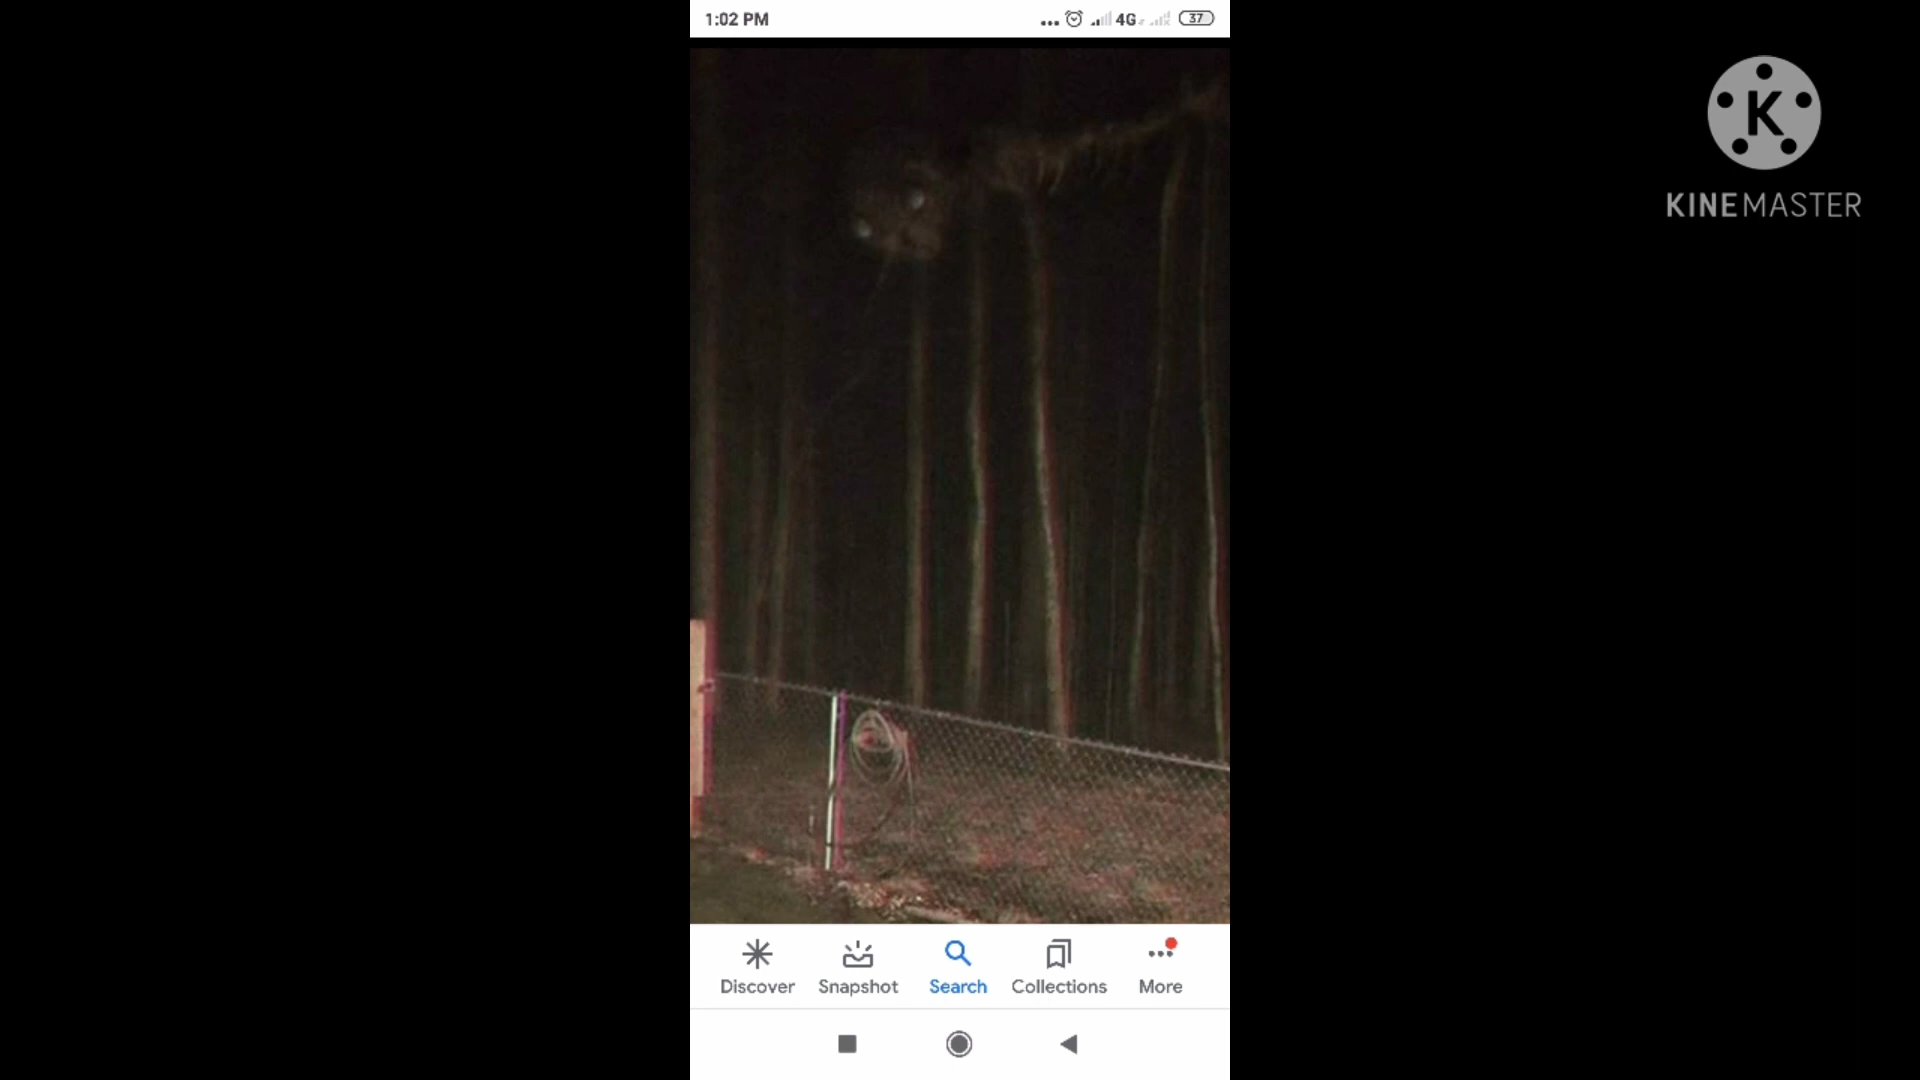 1:02 PM
4G
37
K
KINEMASTER
Discover
Snapshot
Search
Collections
More